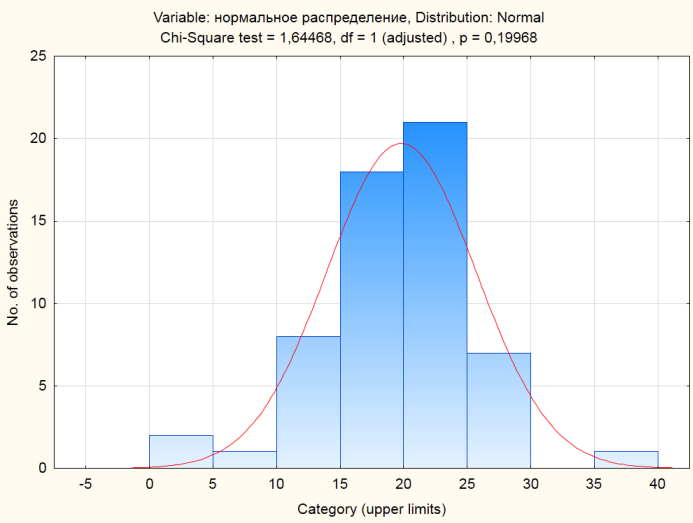 Variable: нормальное распределение, Distribution: Normal
Chi-Square test = 1,64468, df = 1 (adjusted) , p = 0,19968
25
20
15
10
5
0
No. of observations
-5 0 5 10 15 20 25 30 35 40
Category (upper limits)